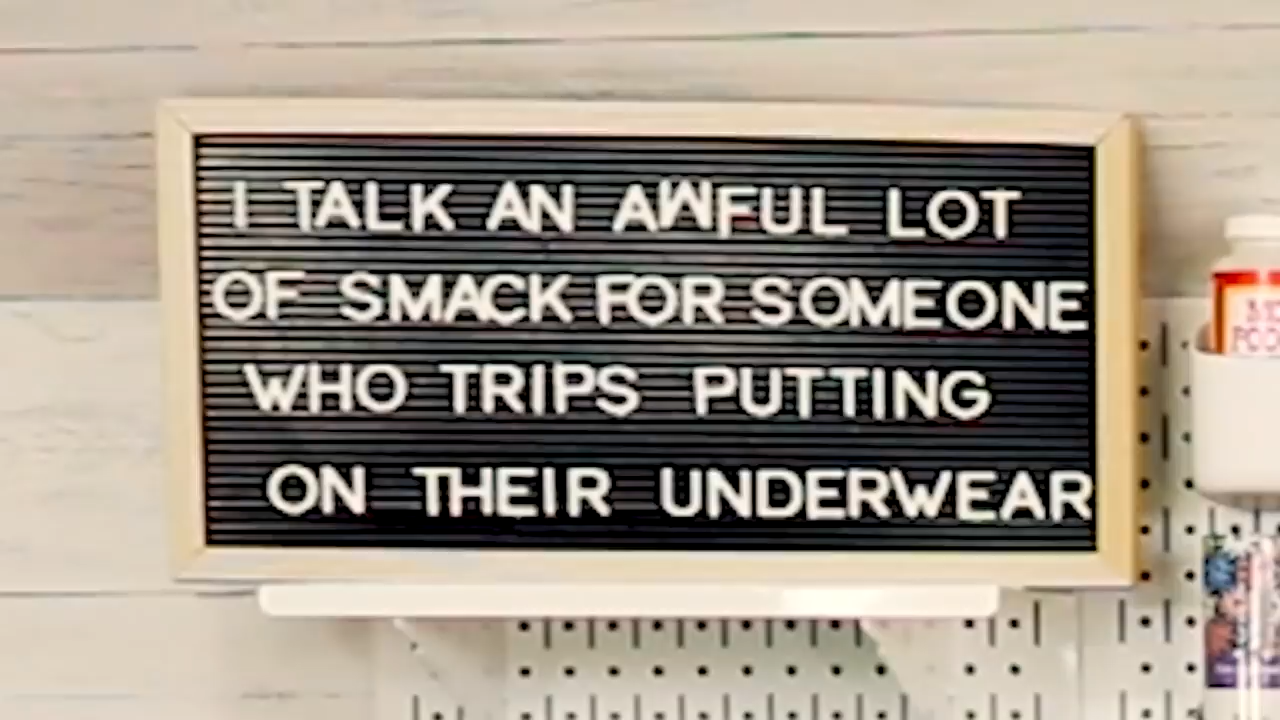 I TALK AN AWFUL LOT
OF SMACK FOR SOMEONE
WHO TRIPS PUTTING
ON THEIR UNDERWEAR